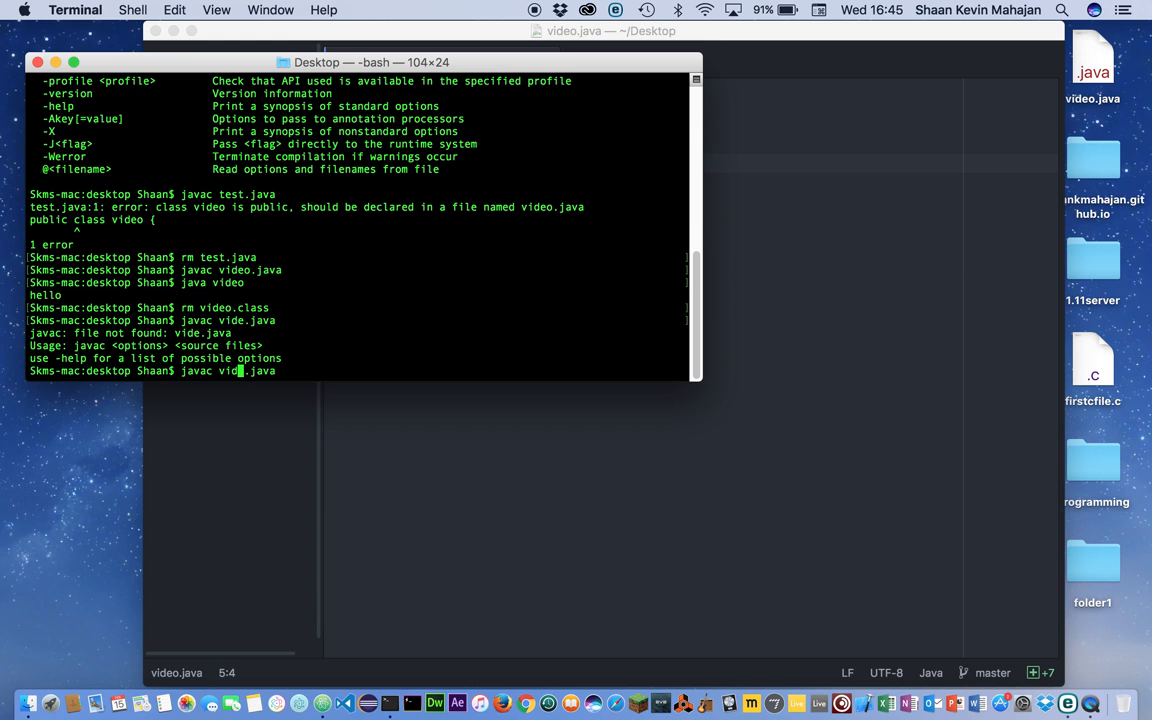 Terminal Shell Edit View Window Help 91% Wed 16:45 Shaan Kevin Mahajan
video.java — ~/Desktop
Desktop — -bash — 104×24
-profile <profile> Check that API used is available in the specified profile
-version Version information
-help Print a synopsis of standard options
-Akey[=value] Options to pass to annotation processors
-X Print a synopsis of nonstandard options
-J<flag> Pass <flag> directly to the runtime system
-Werror Terminate compilation if warnings occur
@<filename> Read options and filenames from file
Skms-mac:desktop Shaan$ javac test.java
test.java:1: error: class video is public, should be declared in a file named video.java
public class video {
^
1 error
[Skms-mac:desktop Shaan$ rm test.java ]
[Skms-mac:desktop Shaan$ javac video.java ]
[Skms-mac:desktop Shaan$ java video ]
hello
[Skms-mac:desktop Shaan$ rm video.class ]
[Skms-mac:desktop Shaan$ javac vide.java ]
javac: file not found: vide.java
Usage: javac <options> <source files>
use -help for a list of possible options
Skms-mac:desktop Shaan$ javac vid .java
.java
video.java
ankmahajan.git
hub.io
1.11server
.c
firstcfile.c
rogramming
folder1
video.java 5:4 LF UTF-8 Java master +7
15 Dw Ae